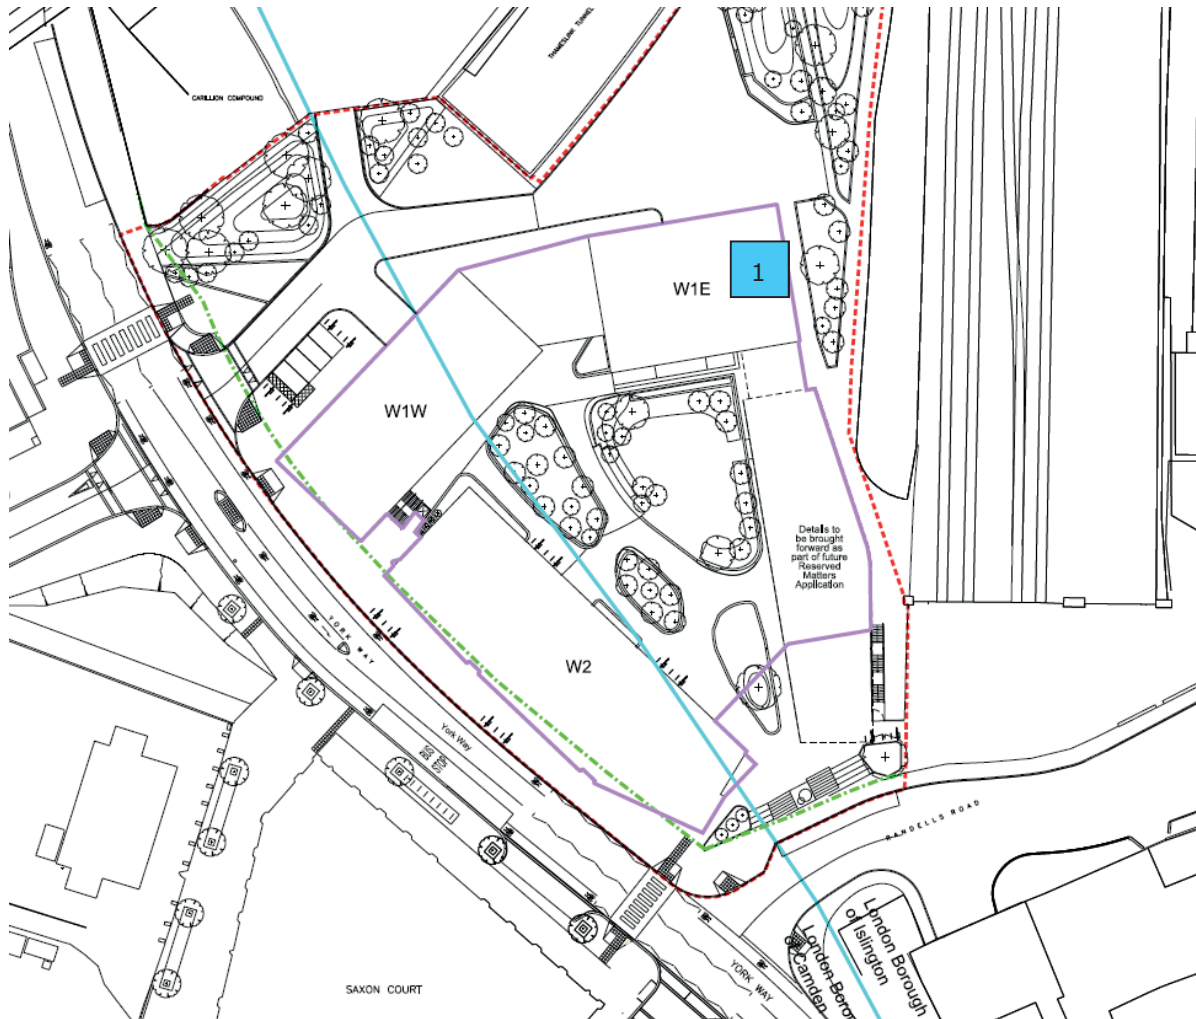 THAMESLINK TUNNEL
CARILLION COMPOUND
1
W1E
W1W
Details to
be brought
forward as
part of future
Reserved
Matters
Application
YORK WAY
W2
York Way
RANDELLS ROAD
London Borough
of Islington
London Borou
of Camden
YORK WAY
SAXON COURT